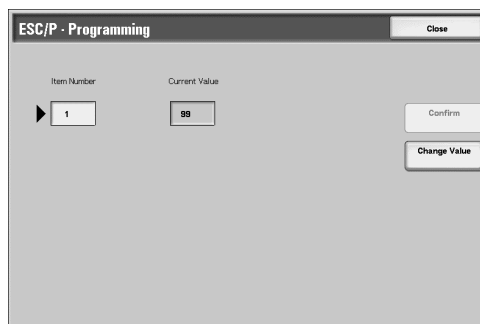 ESC/P - Programming
Close
Item Number
Current Value
1
99
Confirm
Change Value